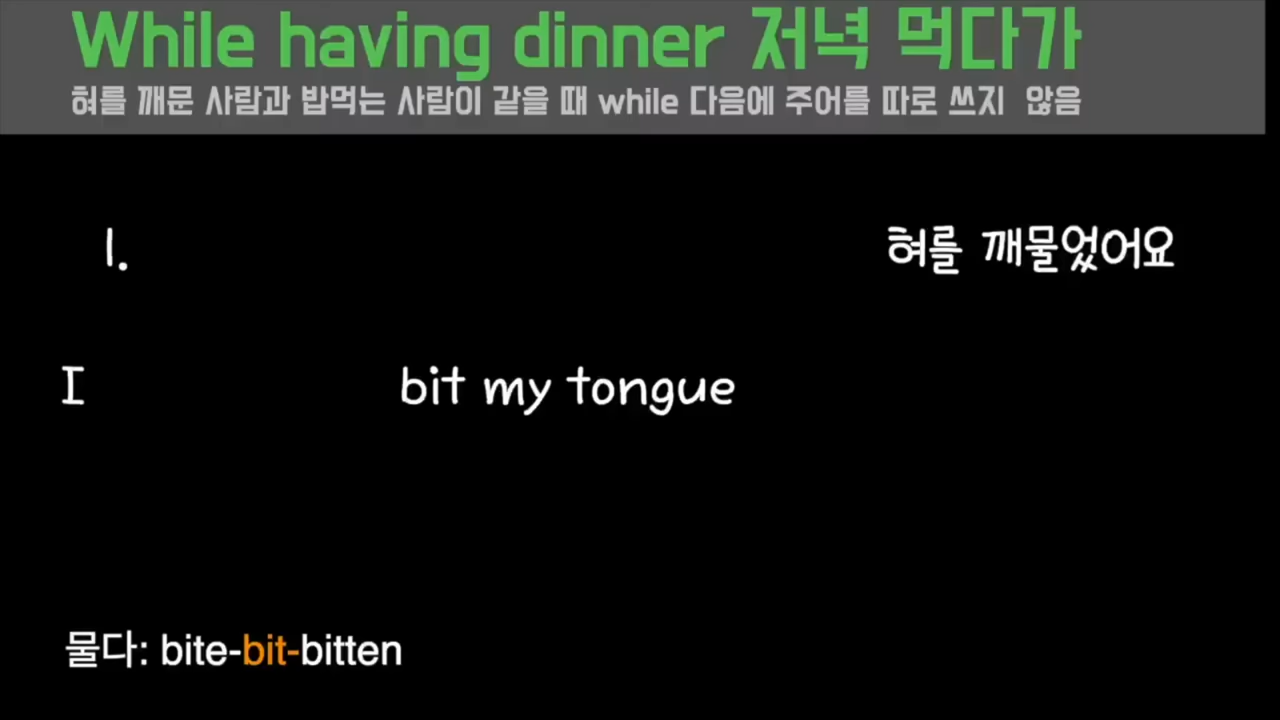 While having dinner 저녁 먹다가
혀를 깨문 사람과 밥먹는 사람이 같을 때 while 다음에 주어를 따로 쓰지 않음
1. 혀를 깨물었어요
I bit my tongue
물다: bite-bit-bitten